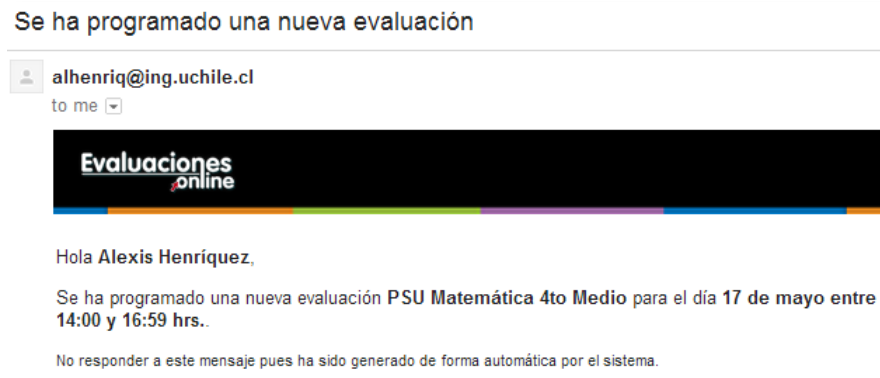 Se ha programado una nueva evaluación
alhenriq@ing.uchile.cl
to me
Evaluaciones
online
Hola Alexis Henríquez,
Se ha programado una nueva evaluación PSU Matemática 4to Medio para el día 17 de mayo entre
14:00 y 16:59 hrs..
No responder a este mensaje pues ha sido generado de forma automática por el sistema.